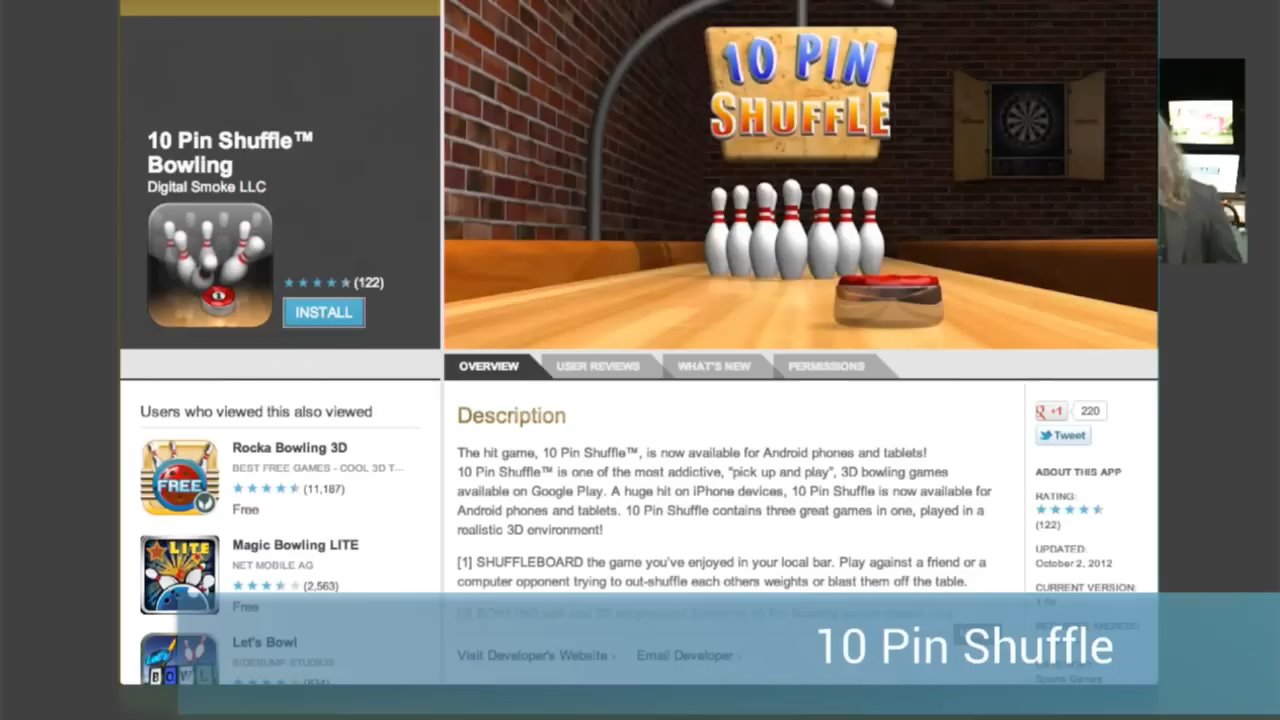 10 PIN
SHUFFLE
10 Pin Shuffle™
Bowling
Digital Smoke LLC
(122)
INSTALL
OVERVIEW
USER REVIEWS
WHAT'S NEW
PERMISSIONS
Users who viewed this also viewed
Rocka Bowling 3D
BEST FREE GAMES - COOL 3D T...
(11,187)
Free
FREE
Magic Bowling LITE
NET MOBILE AG
(2,563)
Free
LITE
Let's Bowl
BIDEBUMP STUDIOS
BOWL
Description
The hit game, 10 Pin Shuffle™, is now available for Android phones and tablets!
10 Pin Shuffle™ is one of the most addictive, "pick up and play", 3D bowling games
available on Google Play. A huge hit on iPhone devices, 10 Pin Shuffle is now available for
Android phones and tablets. 10 Pin Shuffle contains three great games in one, played in a
realistic 3D environment!
[1] SHUFFLEBOARD the game you've enjoyed in your local bar. Play against a friend or a
computer opponent trying to out-shuffle each others weights or blast them off the table.
Visit Developer's Website ›
Email Developer ›
+1
220
Tweet
ABOUT THIS APP
RATING:
(122)
UPDATED:
October 2, 2012
CURRENT VERSION:
Sports Games
10 Pin Shuffle